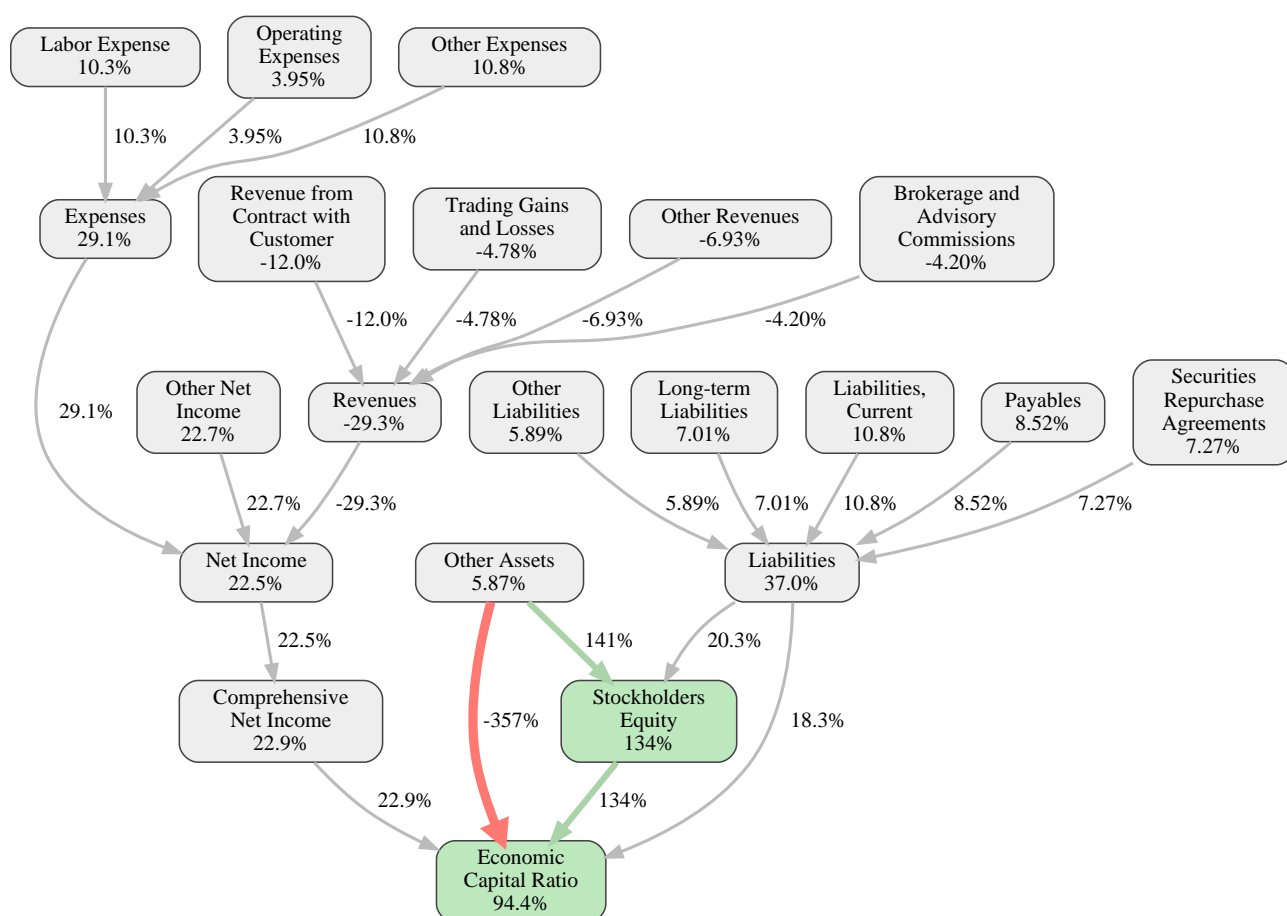 Labor Expense
10.3%
Operating
Expenses
3.95%
Other Expenses
10.8%
10.3%
3.95%
10.8%
Expenses
29.1%
Revenue from
Contract with
Customer
-12.0%
Trading Gains
and Losses
-4.78%
Other Revenues
-6.93%
Brokerage and
Advisory
Commissions
-4.20%
-12.0%
-4.78%
-6.93%
-4.20%
29.1%
Other Net
Income
22.7%
Revenues
-29.3%
Other
Liabilities
5.89%
Long-term
Liabilities
7.01%
Liabilities,
Current
10.8%
Payables
8.52%
Securities
Repurchase
Agreements
7.27%
22.7%
-29.3%
5.89%
7.01%
10.8%
8.52%
7.27%
Net Income
22.5%
Other Assets
5.87%
Liabilities
37.0%
22.5%
141%
20.3%
Comprehensive
Net Income
22.9%
-357%
Stockholders
Equity
134%
18.3%
22.9%
134%
Economic
Capital Ratio
94.4%